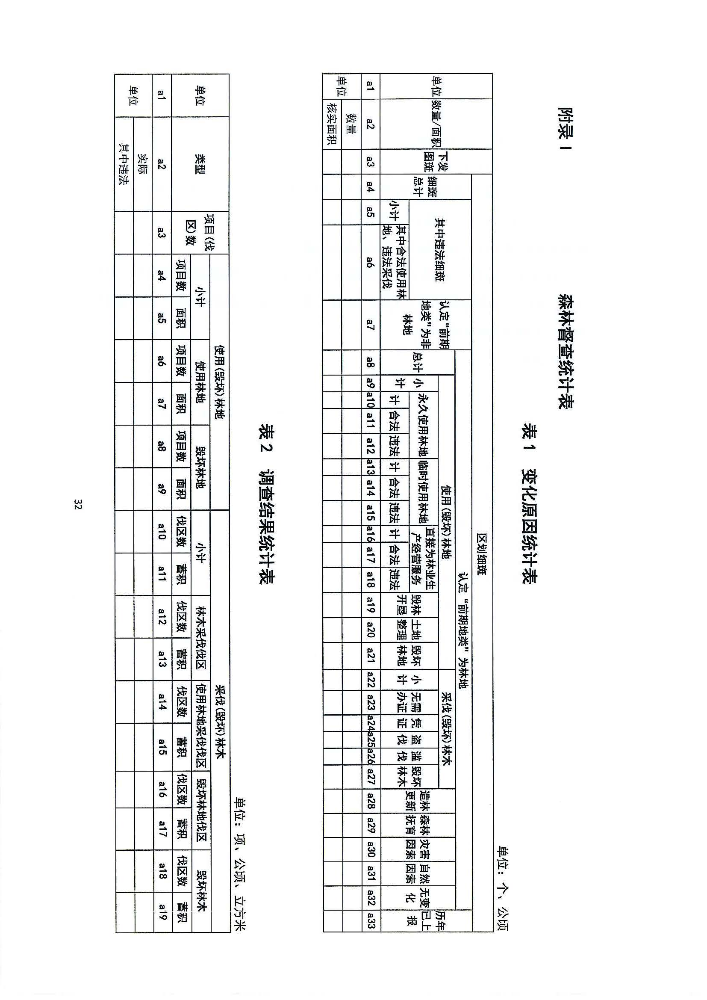 附录 I
森林督查统计表
表 1 变化原因统计表
单位：个、公顷
单位 数量/面积 下发图斑 区划细斑
细斑总计 其中违法细斑 认定“前期地类”为非林地 认定“前期地类”为林地 历年已上报
小计 其中合法使用林地、违法采伐 总计 使用(毁坏)林地 采伐(毁坏)林木 造林更新 森林抚育 灾害因素 自然因素 无变化
小计 永久使用林地 临时使用林地 直接为林业生产经营服务 毁林开垦 土地整理 毁坏林地 小计 无需办证 凭证 盗伐 滥伐 毁坏林木
计 合法 违法 计 合法 违法 计 合法 违法
a1 a2 a3 a4 a5 a6 a7 a8 a9 a10 a11 a12 a13 a14 a15 a16 a17 a18 a19 a20 a21 a22 a23 a24 a25 a26 a27 a28 a29 a30 a31 a32 a33
单位 数量
核实面积
表 2 调查结果统计表
单位：项、公顷、立方米
单位 类型 项目(伐区)数 使用(毁坏)林地 采伐(毁坏)林木
小计 使用林地 毁坏林地 小计 林木采伐伐区 使用林地采伐伐区 毁坏林地伐区 毁坏林木
项目数 面积 项目数 面积 项目数 面积 伐区数 蓄积 伐区数 蓄积 伐区数 蓄积 伐区数 蓄积 伐区数 蓄积
a1 a2 a3 a4 a5 a6 a7 a8 a9 a10 a11 a12 a13 a14 a15 a16 a17 a18 a19
单位 实际
其中违法
32